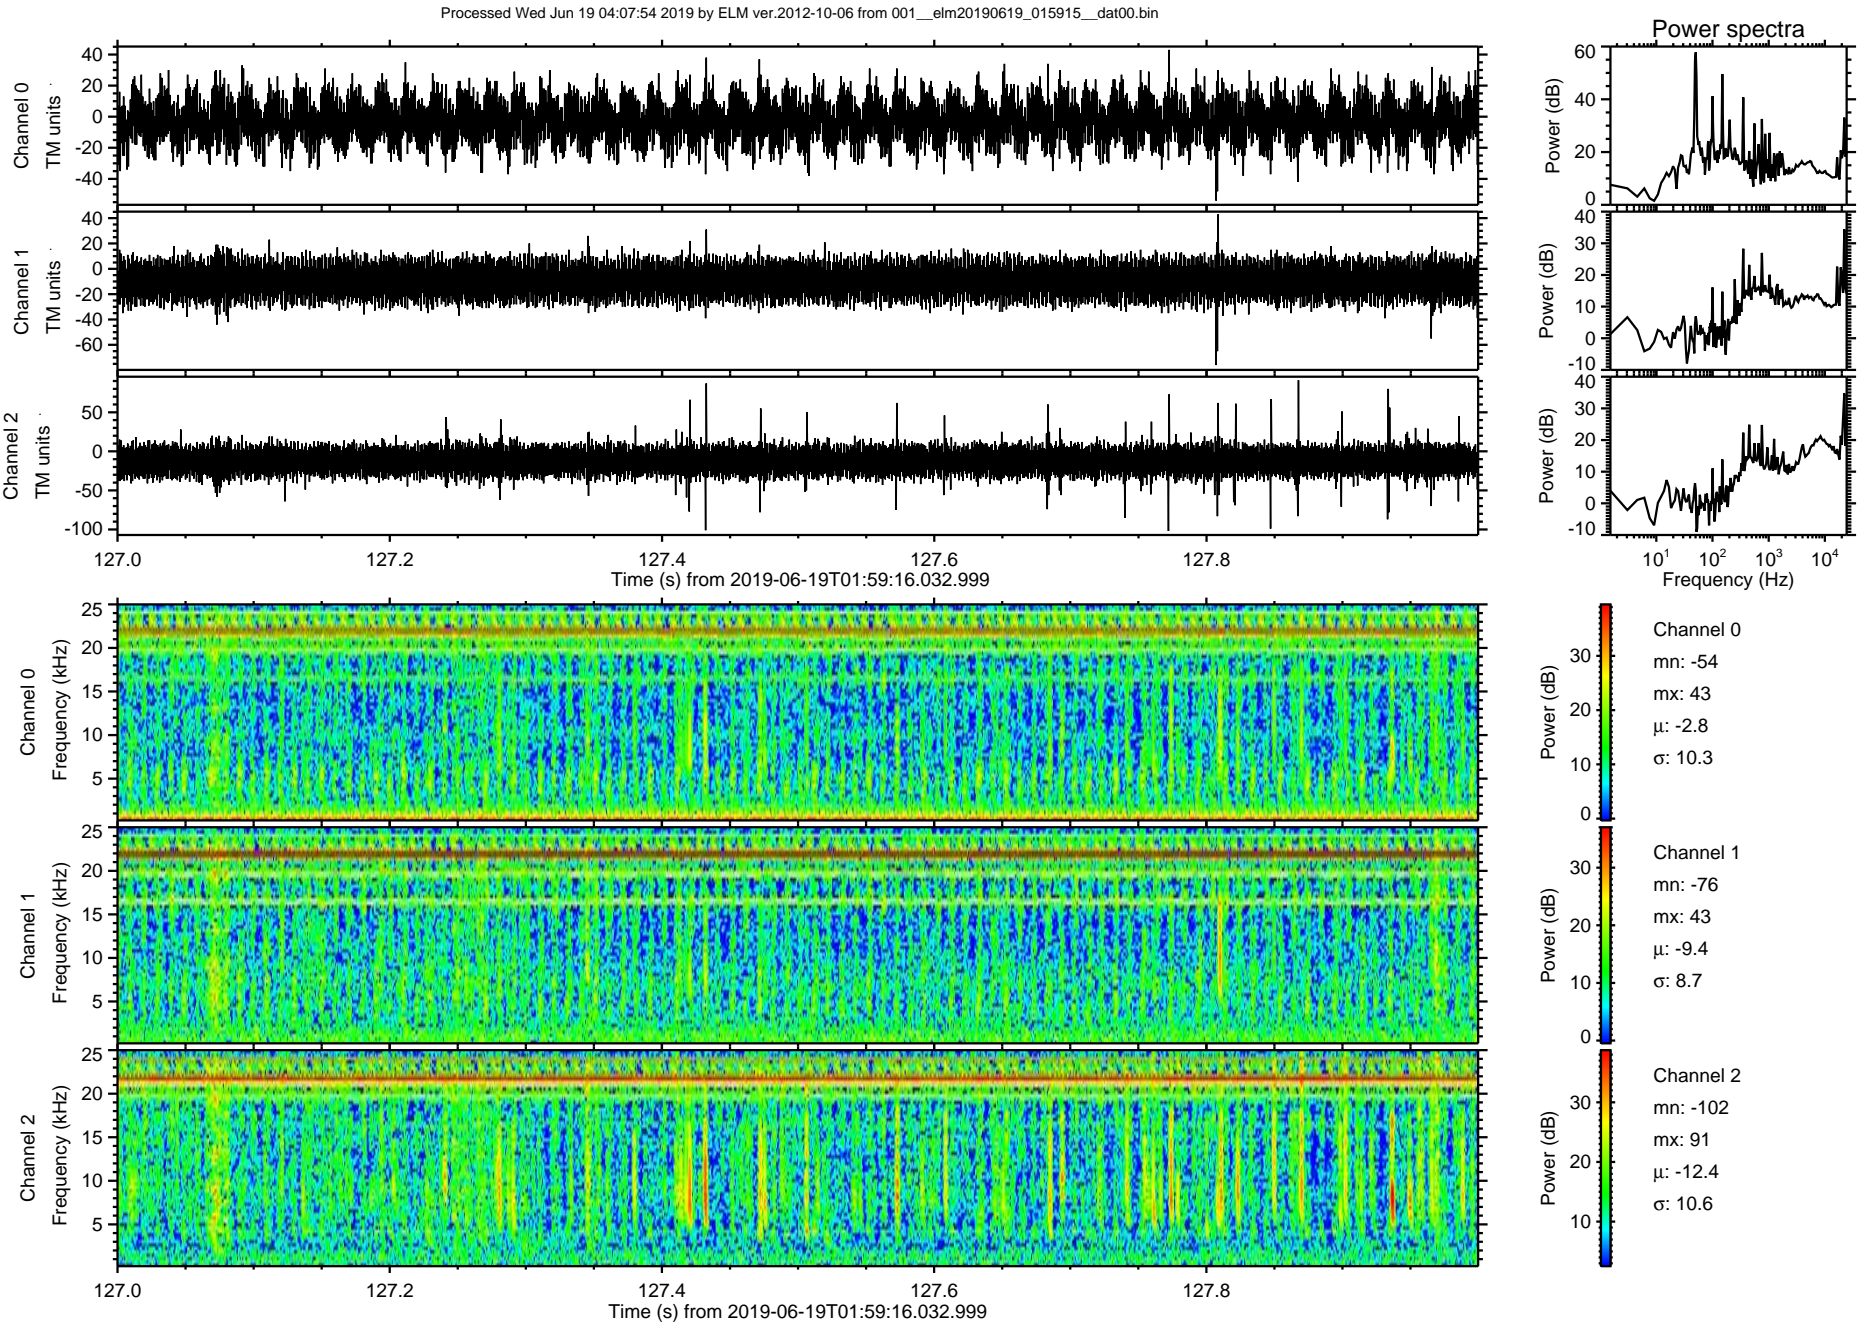 Processed Wed Jun 19 04:07:54 2019 by ELM ver.2012-10-06 from 001__elm20190619_015915__dat00.bin
Power spectra
Channel 0
TM units
40
20
0
-20
-40
Power (dB)
60
40
20
0
Channel 1
TM units
40
20
0
-20
-40
-60
Power (dB)
40
30
20
10
0
-10
Channel 2
TM units
50
0
-50
-100
Power (dB)
40
30
20
10
0
-10
127.0
127.2
127.4
127.6
127.8
Time (s) from 2019-06-19T01:59:16.032.999
10¹
10²
10³
10⁴
Frequency (Hz)
Channel 0
Frequency (kHz)
25
20
15
10
5
Power (dB)
30
20
10
0
Channel 0
mn: -54
mx: 43
μ: -2.8
σ: 10.3
Channel 1
Frequency (kHz)
25
20
15
10
5
Power (dB)
30
20
10
0
Channel 1
mn: -76
mx: 43
μ: -9.4
σ: 8.7
Channel 2
Frequency (kHz)
25
20
15
10
5
Power (dB)
30
20
10
Channel 2
mn: -102
mx: 91
μ: -12.4
σ: 10.6
127.0
127.2
127.4
127.6
127.8
Time (s) from 2019-06-19T01:59:16.032.999